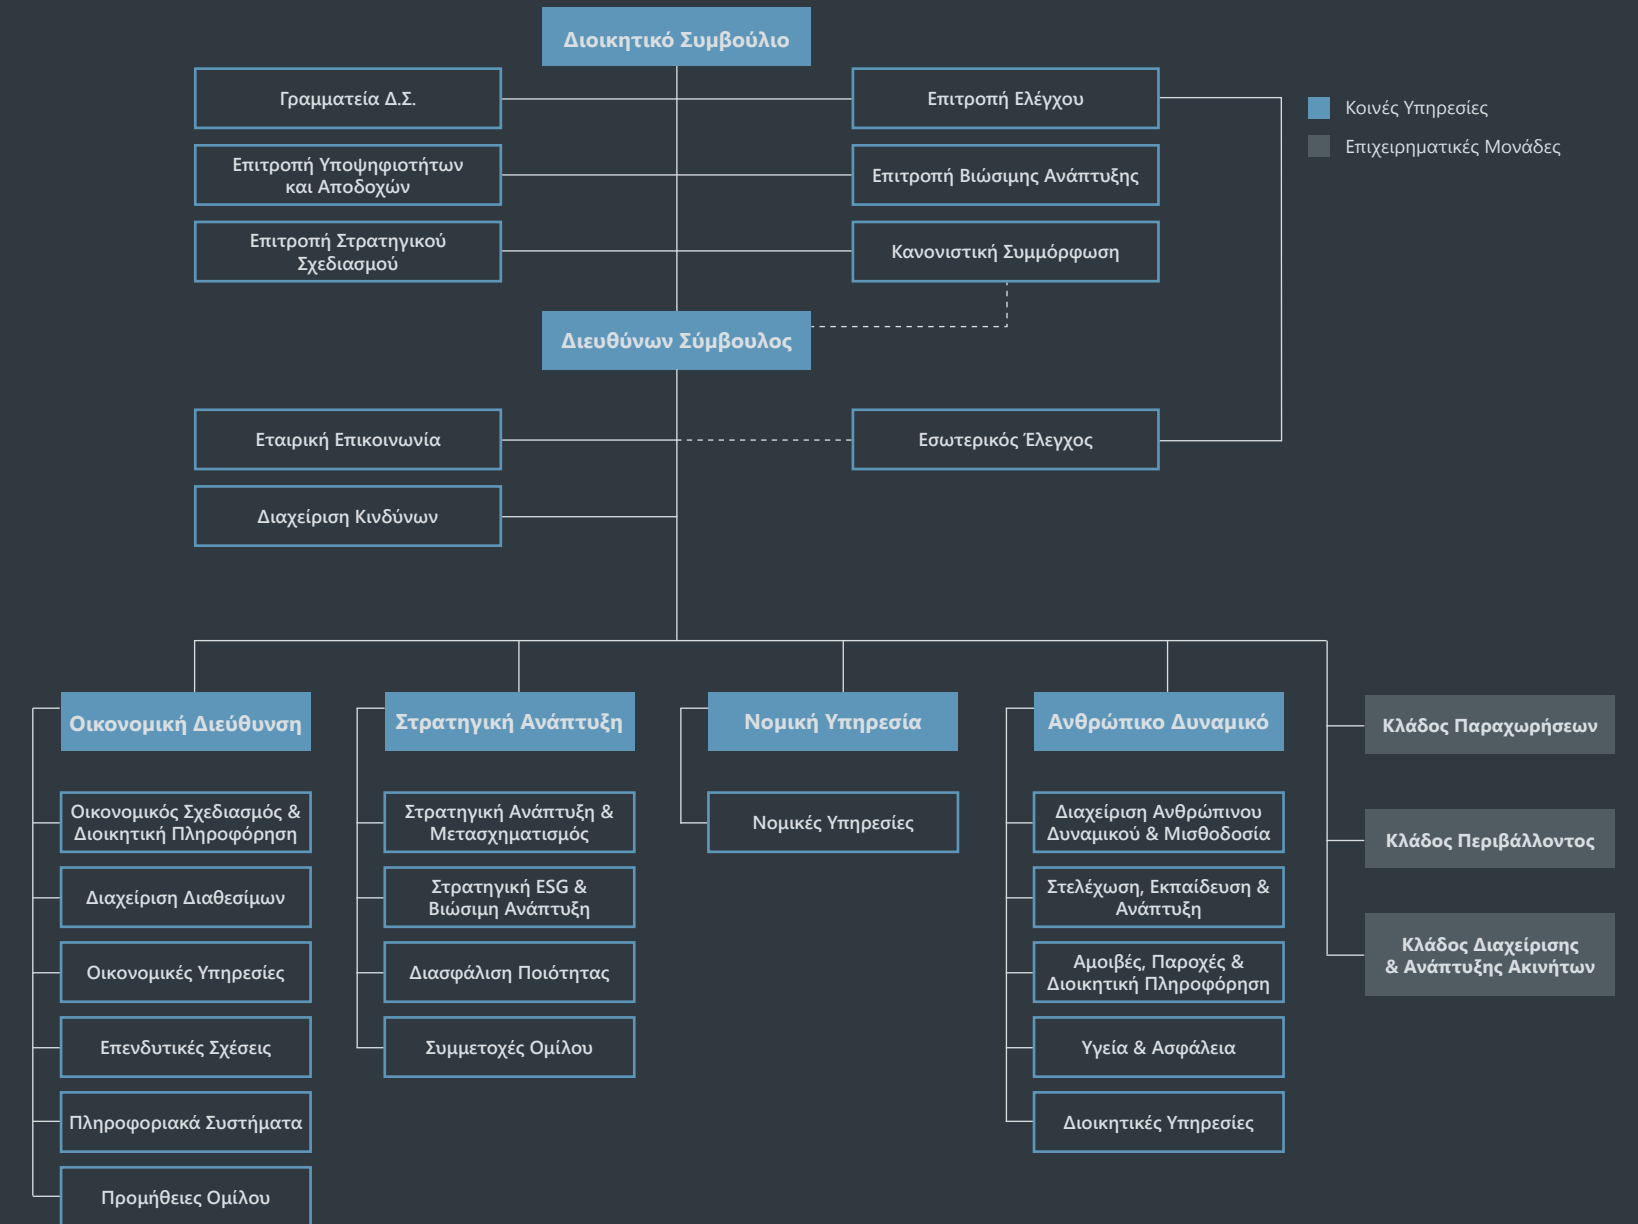 Διοικητικό Συμβούλιο
Γραμματεία Δ.Σ.
Επιτροπή Ελέγχου
Κοινές Υπηρεσίες
Επιχειρηματικές Μονάδες
Επιτροπή Υποψηφιοτήτων
και Αποδοχών
Επιτροπή Βιώσιμης Ανάπτυξης
Επιτροπή Στρατηγικού
Σχεδιασμού
Κανονιστική Συμμόρφωση
Διευθύνων Σύμβουλος
Εταιρική Επικοινωνία
Εσωτερικός Έλεγχος
Διαχείριση Κινδύνων
Οικονομική Διεύθυνση
Οικονομικός Σχεδιασμός &
Διοικητική Πληροφόρηση
Διαχείριση Διαθεσίμων
Οικονομικές Υπηρεσίες
Επενδυτικές Σχέσεις
Πληροφοριακά Συστήματα
Προμήθειες Ομίλου
Στρατηγική Ανάπτυξη
Στρατηγική Ανάπτυξη &
Μετασχηματισμός
Στρατηγική ESG &
Βιώσιμη Ανάπτυξη
Διασφάλιση Ποιότητας
Συμμετοχές Ομίλου
Νομική Υπηρεσία
Νομικές Υπηρεσίες
Ανθρώπικο Δυναμικό
Διαχείριση Ανθρώπινου
Δυναμικού & Μισθοδοσία
Στελέχωση, Εκπαίδευση &
Ανάπτυξη
Αμοιβές, Παροχές &
Διοικητική Πληροφόρηση
Υγεία & Ασφάλεια
Διοικητικές Υπηρεσίες
Κλάδος Παραχωρήσεων
Κλάδος Περιβάλλοντος
Κλάδος Διαχείρισης
& Ανάπτυξης Ακινήτων